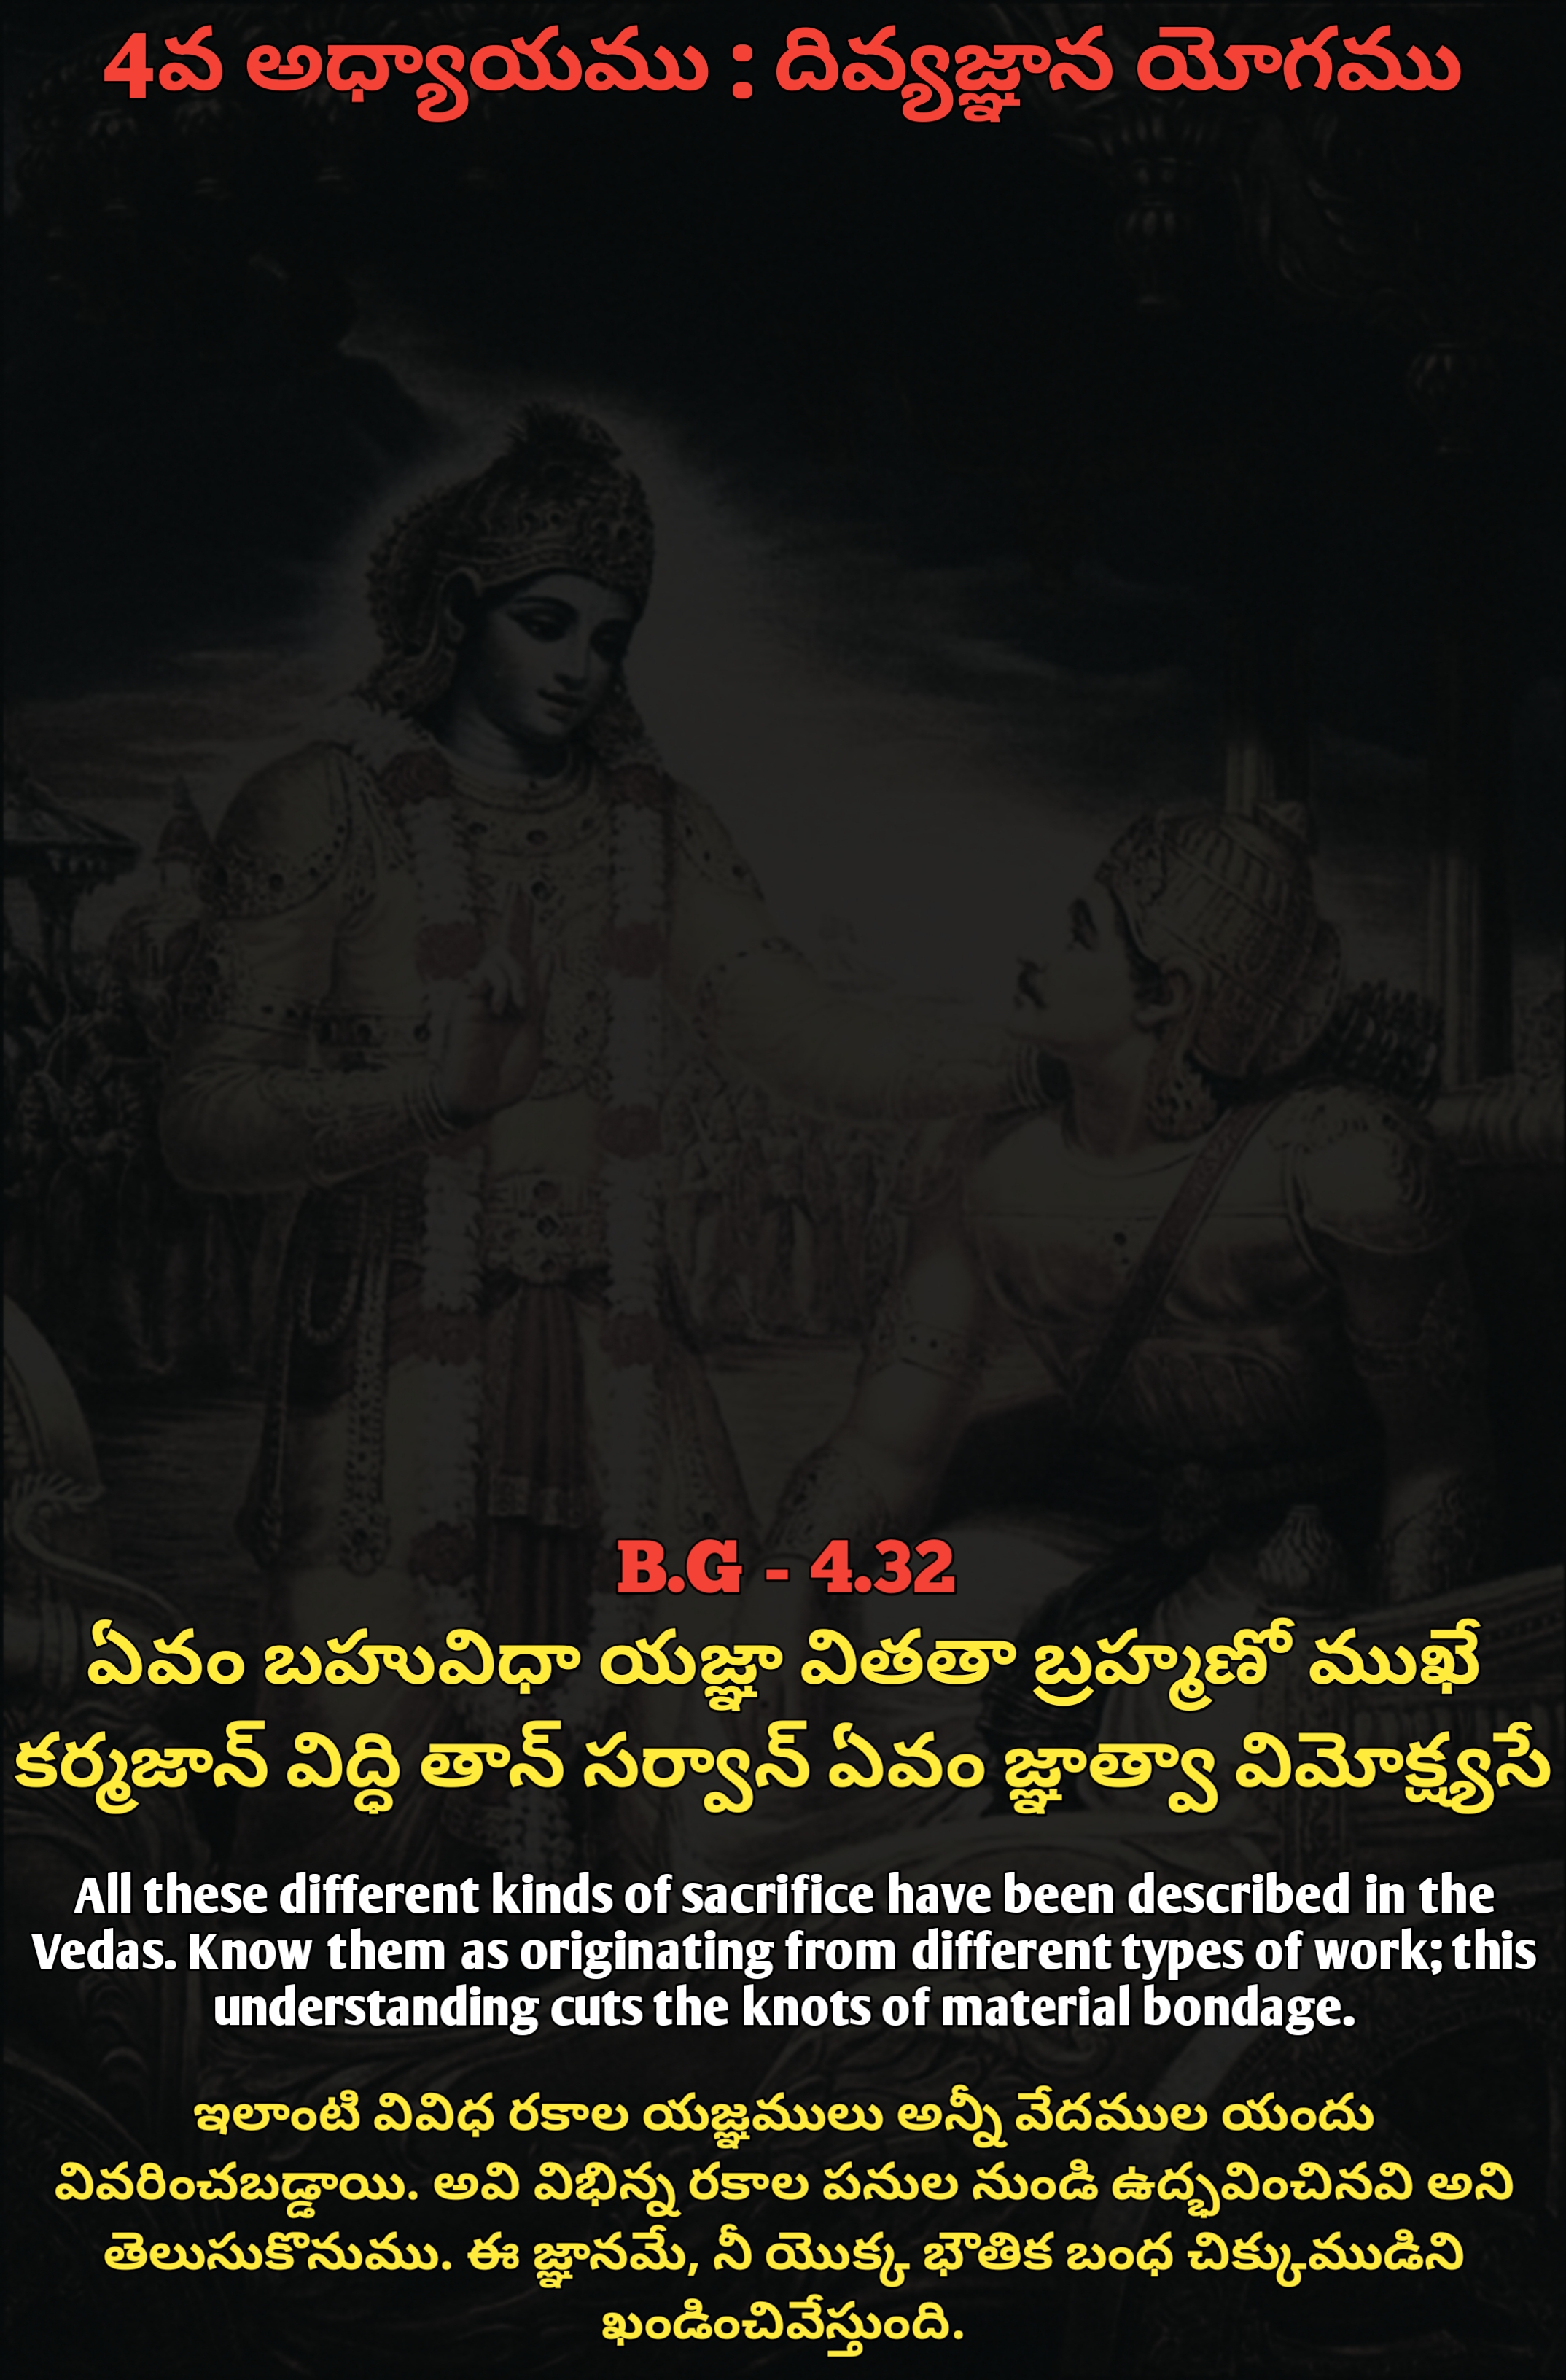 4వ అధ్యాయము : దివ్యజ్ఞాన యోగము
B.G - 4.32
ఏవం బహువిధా యజ్ఞా వితతా బ్రహ్మణో ముఖే
కర్మజాన్ విద్ధి తాన్ సర్వాన్ ఏవం జ్ఞాత్వా విమోక్ష్యసే
All these different kinds of sacrifice have been described in the
Vedas. Know them as originating from different types of work; this
understanding cuts the knots of material bondage.
ఇలాంటి వివిధ రకాల యజ్ఞములు అన్నీ వేదముల యందు
వివరించబడ్డాయి. అవి విభిన్న రకాల పనుల నుండి ఉద్భవించినవి అని
తెలుసుకొనుము. ఈ జ్ఞానమే, నీ యొక్క భౌతిక బంధ చిక్కుముడిని
ఖండించివేస్తుంది.